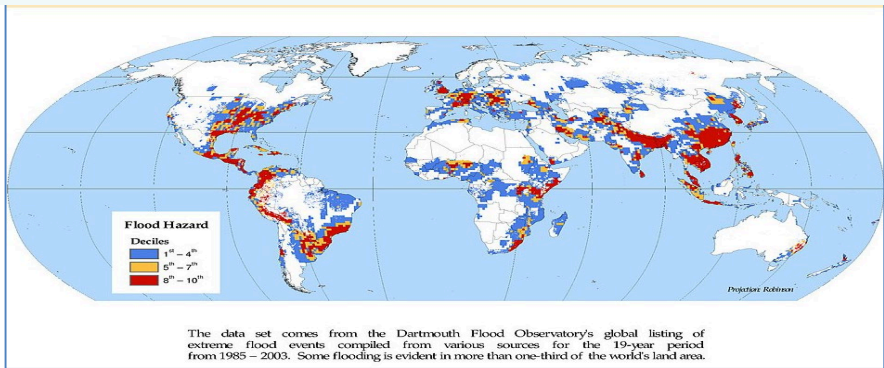 Flood Hazard
Deciles
1st – 4th
5th – 7th
8th – 10th
Projection: Robinson
The data set comes from the Dartmouth Flood Observatory's global listing of
extreme flood events compiled from various sources for the 19-year period
from 1985 – 2003. Some flooding is evident in more than one-third of the world's land area.